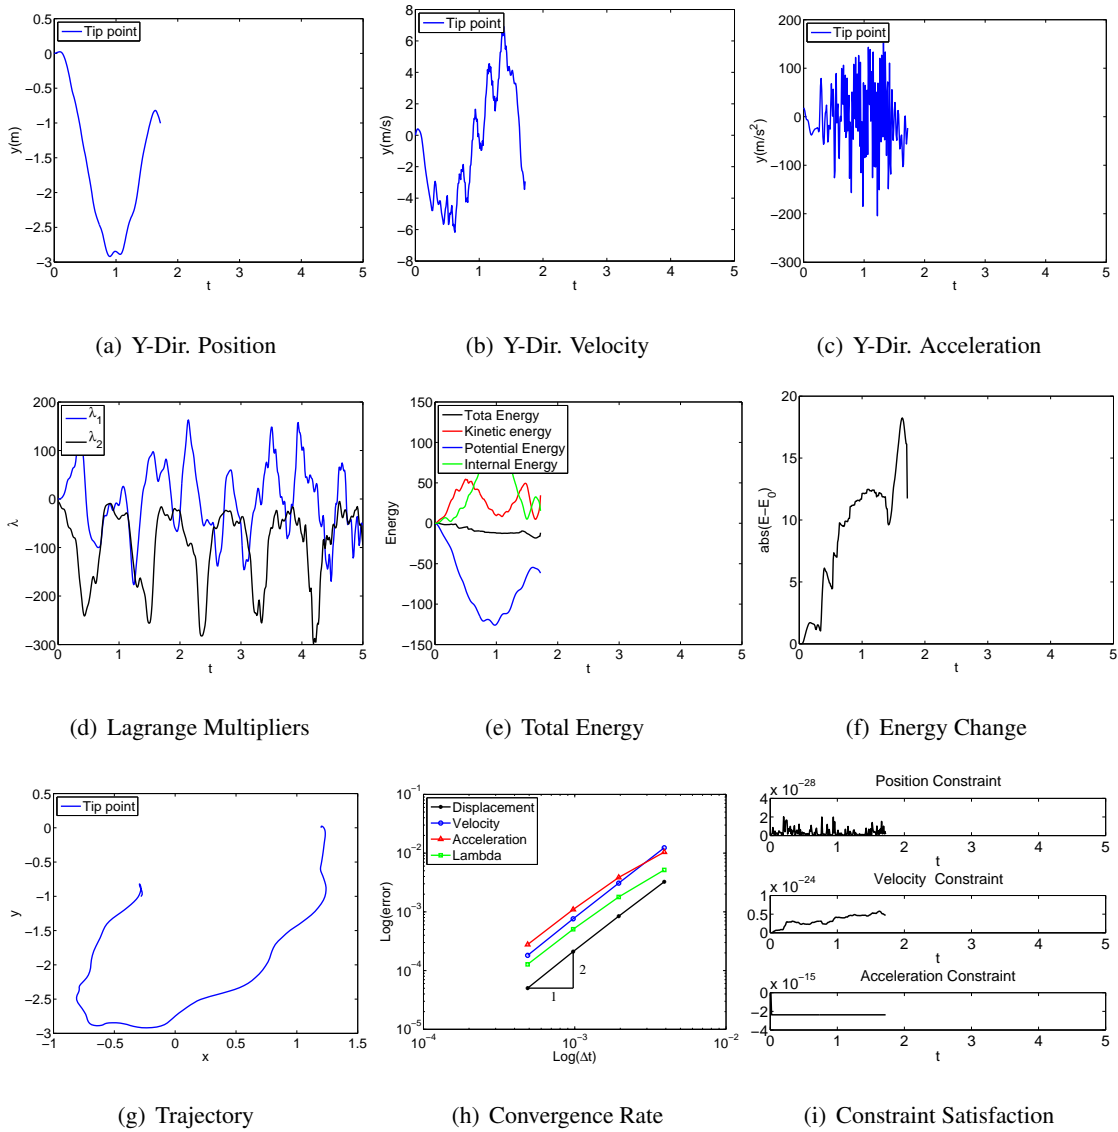 0.5
0
−0.5
−1
−1.5
−2
−2.5
−3
0 1 2 3 4 5
y(m)
t
Tip point
(a) Y-Dir. Position
8
6
4
2
0
−2
−4
−6
−8
0 1 2 3 4 5
y(m/s)
t
Tip point
(b) Y-Dir. Velocity
200
100
0
−100
−200
−300
0 1 2 3 4 5
y(m/s²)
t
Tip point
(c) Y-Dir. Acceleration
200
100
0
−100
−200
−300
0 1 2 3 4 5
λ
t
λ₁
λ₂
(d) Lagrange Multipliers
150
100
50
0
−50
−100
−150
0 1 2 3 4 5
Energy
t
Tota Energy
Kinetic energy
Potential Energy
Internal Energy
(e) Total Energy
20
15
10
5
0
0 1 2 3 4 5
abs(E−E₀)
t
(f) Energy Change
0.5
0
−0.5
−1
−1.5
−2
−2.5
−3
−1 −0.5 0 0.5 1 1.5
y
x
Tip point
(g) Trajectory
10⁻¹
10⁻²
10⁻³
10⁻⁴
10⁻⁵
10⁻⁴ 10⁻³ 10⁻²
Log(error)
Log(Δt)
Displacement
Velocity
Acceleration
Lambda
2
1
(h) Convergence Rate
x 10⁻²⁸
Position Constraint
4
2
0
0 1 2 3 4 5
t
x 10⁻²⁴
Velocity Constraint
1
0.5
0
0 1 2 3 4 5
t
x 10⁻¹⁵
Acceleration Constraint
0
−2
−4
0 1 2 3 4 5
t
(i) Constraint Satisfaction